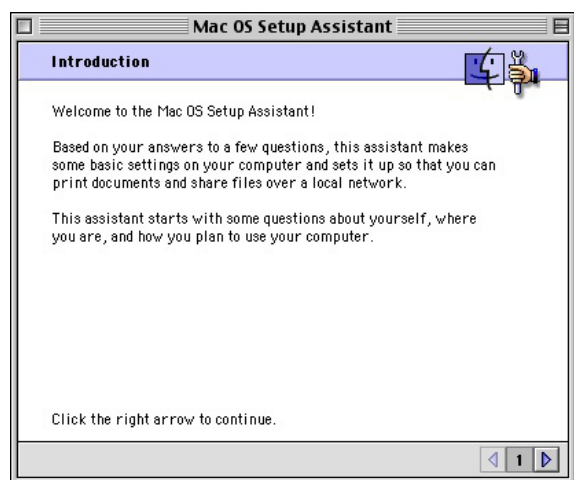 Mac OS Setup Assistant
Introduction
Welcome to the Mac OS Setup Assistant!
Based on your answers to a few questions, this assistant makes
some basic settings on your computer and sets it up so that you can
print documents and share files over a local network.
This assistant starts with some questions about yourself, where
you are, and how you plan to use your computer.
Click the right arrow to continue.
1